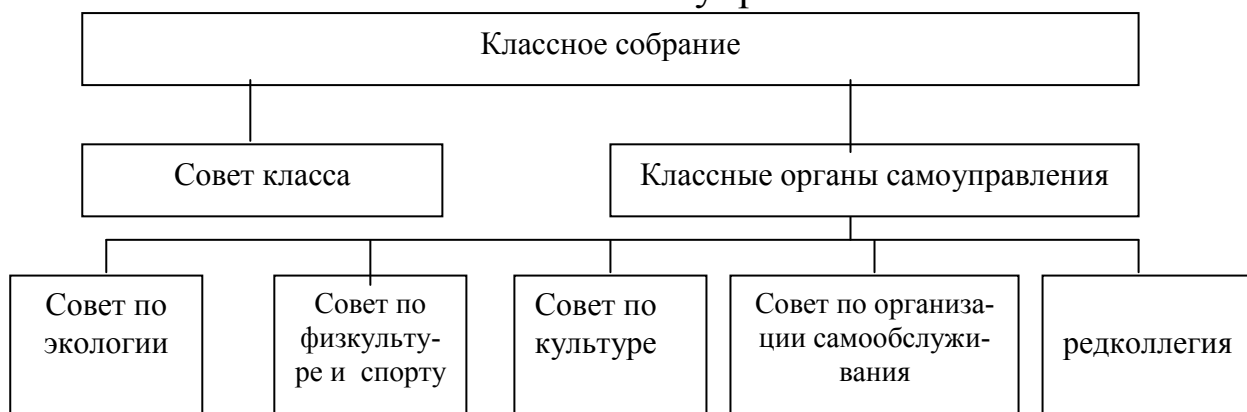 Классное собрание
Совет класса
Классные органы самоуправления
Совет по
экологии
Совет по
физкульту-
ре и спорту
Совет по
культуре
Совет по организа-
ции самообслужи-
вания
редколлегия